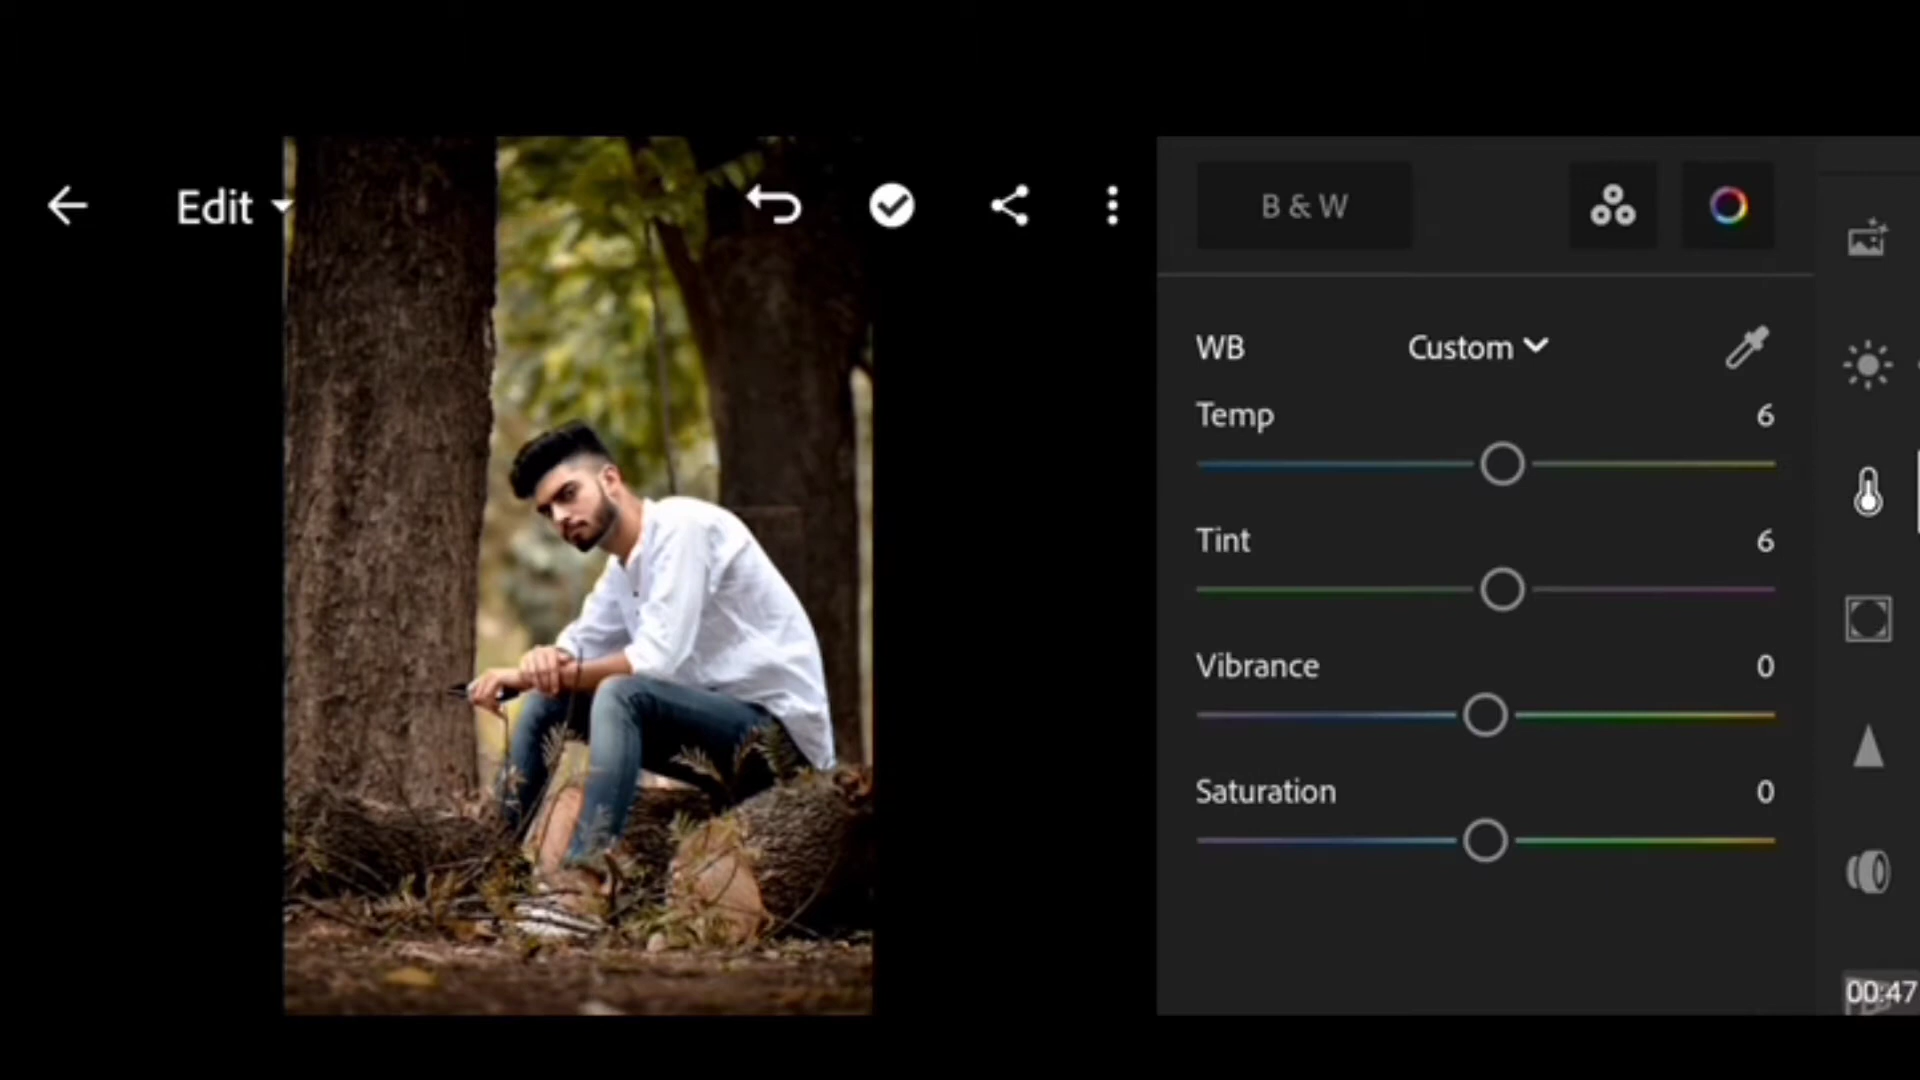 Edit
B & W
WB Custom
Temp 6
Tint 6
Vibrance 0
Saturation 0
00:47